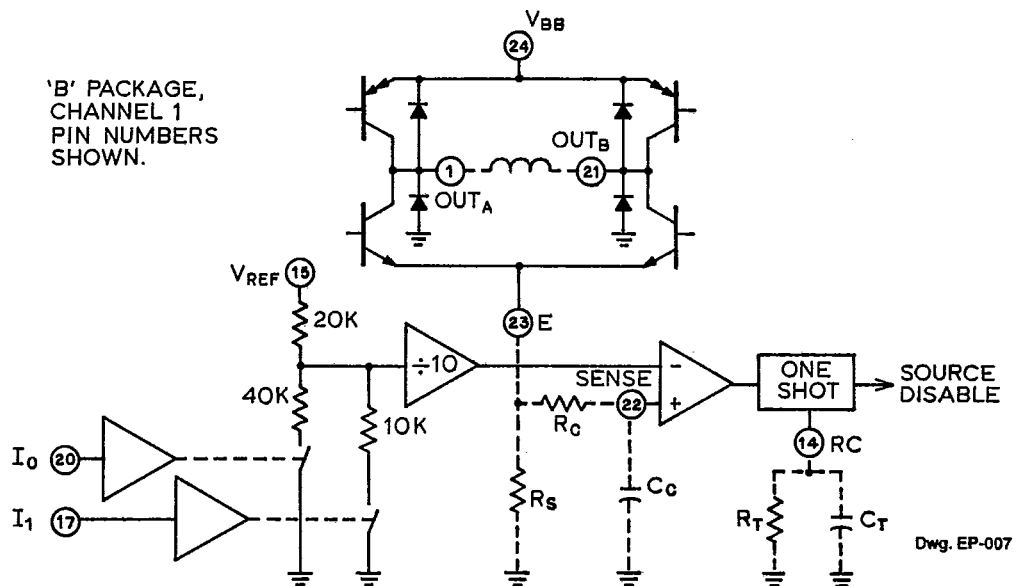 V_BB
24
'B' PACKAGE,
CHANNEL 1
PIN NUMBERS
SHOWN.
OUT_B
1
21
OUT_A
V_REF 15
20K
23 E
÷10
SENSE
−
ONE
SHOT
SOURCE
DISABLE
40K
10K
R_C
22
+
14 RC
I_0 20
R_S
C_C
I_1 17
R_T
C_T
Dwg. EP-007